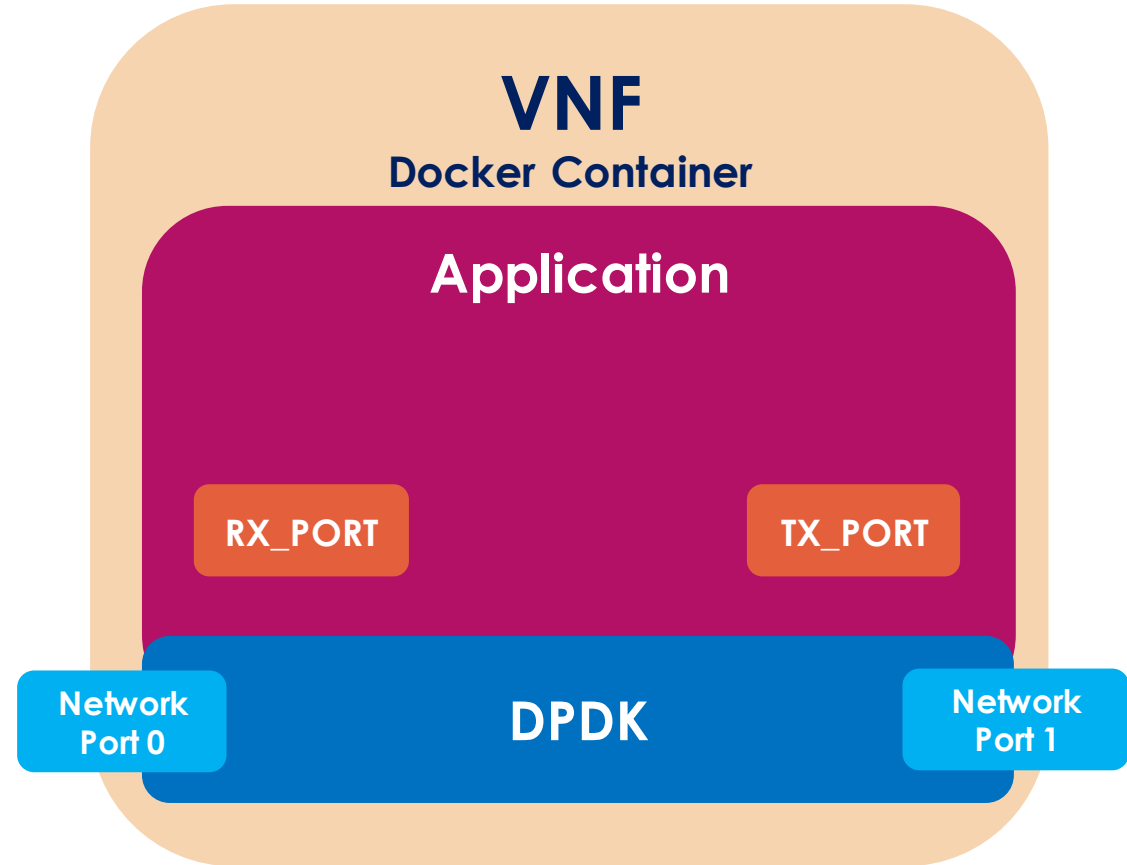 VNF
Docker Container
Application
RX_PORT
TX_PORT
Network
Port 0
DPDK
Network
Port 1